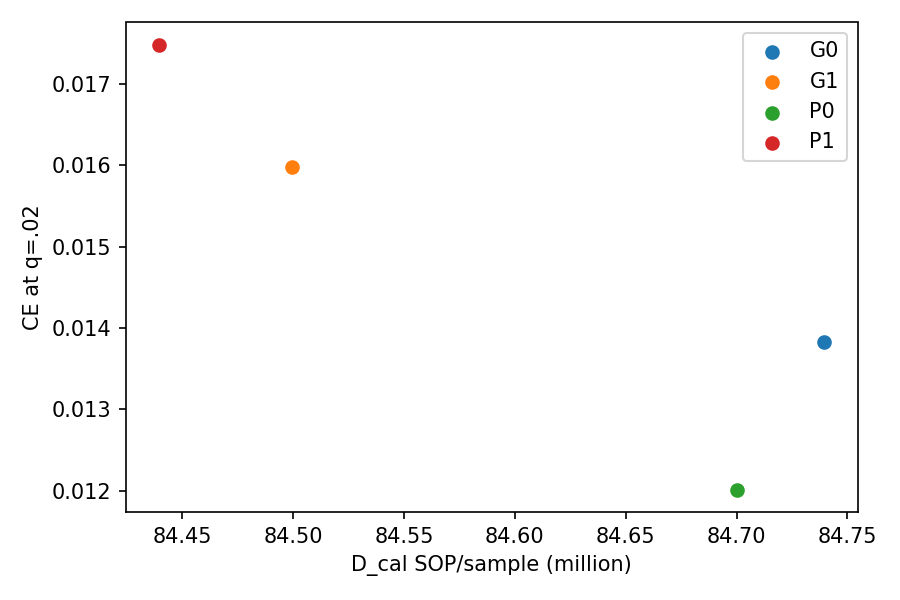 G0
G1
P0
P1
0.017
0.016
0.015
0.014
0.013
0.012
CE at q=.02
84.45 84.50 84.55 84.60 84.65 84.70 84.75
D_cal SOP/sample (million)